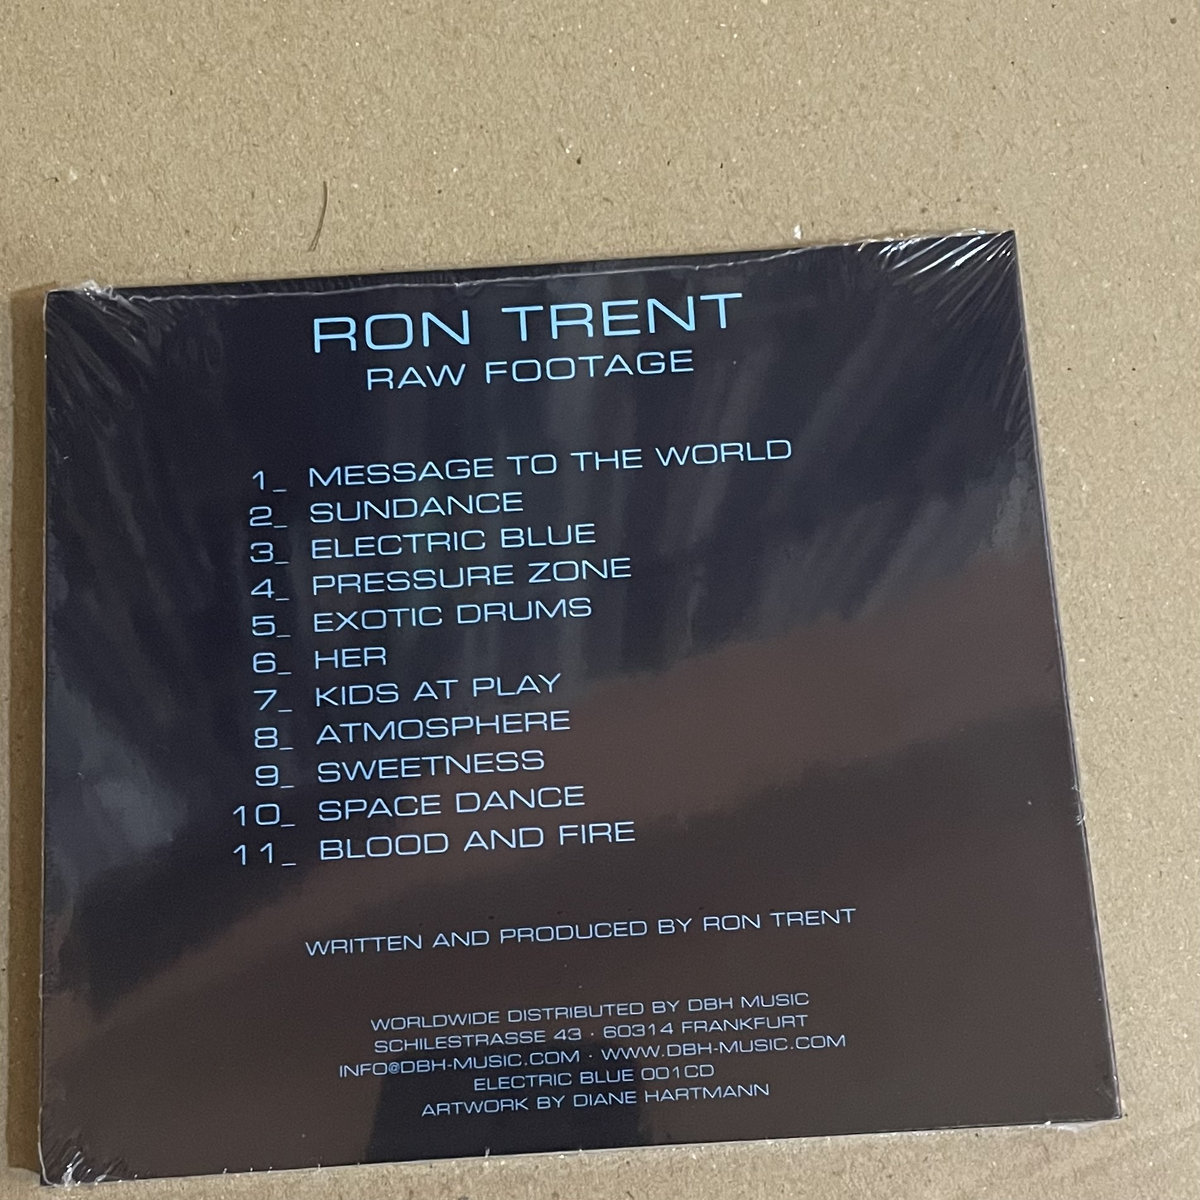 RON TRENT
RAW FOOTAGE
1_ MESSAGE TO THE WORLD
2_ SUNDANCE
3_ ELECTRIC BLUE
4_ PRESSURE ZONE
5_ EXOTIC DRUMS
6_ HER
7_ KIDS AT PLAY
8_ ATMOSPHERE
9_ SWEETNESS
10_ SPACE DANCE
11_ BLOOD AND FIRE
WRITTEN AND PRODUCED BY RON TRENT
WORLDWIDE DISTRIBUTED BY DBH MUSIC
SCHILESTRASSE 43 · 60314 FRANKFURT
INFO@DBH-MUSIC.COM · WWW.DBH-MUSIC.COM
ELECTRIC BLUE 001CD
ARTWORK BY DIANE HARTMANN